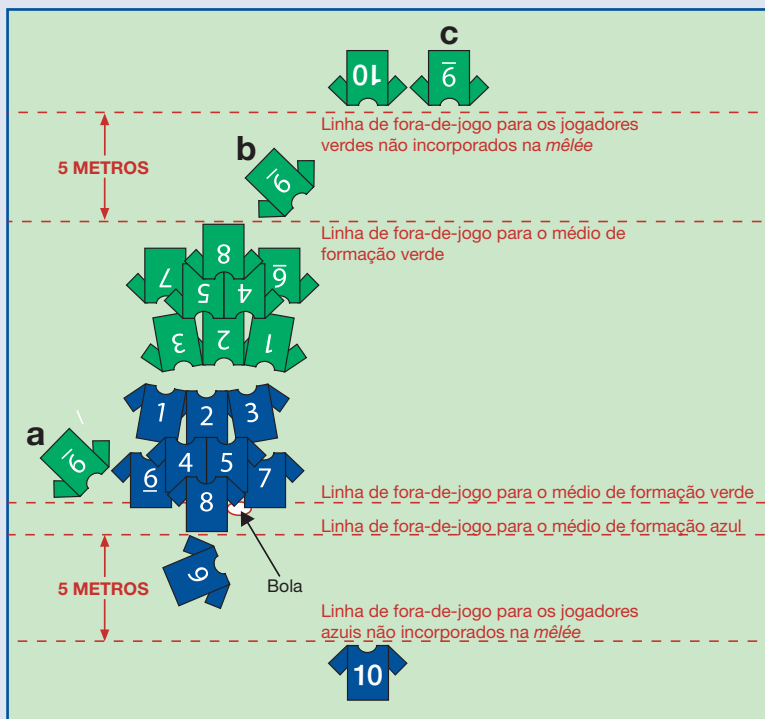 c
10 9
Linha de fora-de-jogo para os jogadores
verdes não incorporados na mêlée
5 METROS
b
9
Linha de fora-de-jogo para o médio de
formação verde
8
7 6
5 4
3 2 1
1 2 3
a
9
4 5
6 7
8
Linha de fora-de-jogo para o médio de formação verde
Linha de fora-de-jogo para o médio de formação azul
9
Bola
5 METROS
Linha de fora-de-jogo para os jogadores
azuis não incorporados na mêlée
10